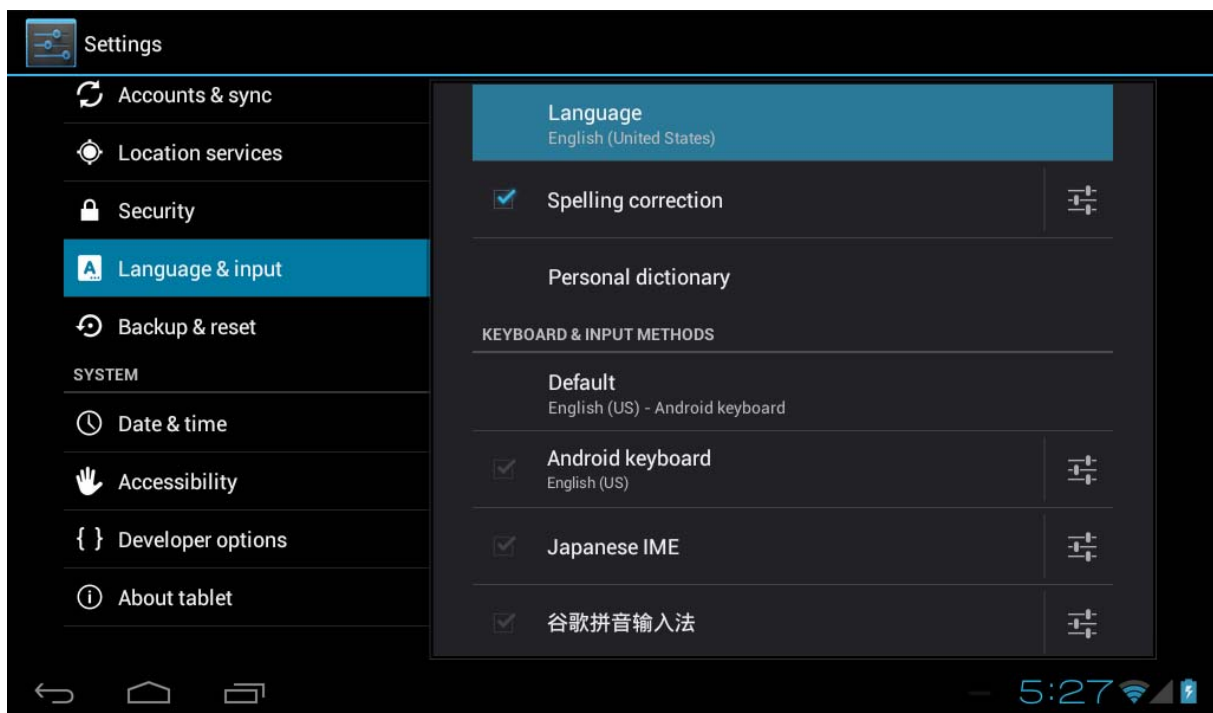 Settings
Accounts & sync
Location services
Security
Language & input
Backup & reset
SYSTEM
Date & time
Accessibility
Developer options
About tablet
Language
English (United States)
Spelling correction
Personal dictionary
KEYBOARD & INPUT METHODS
Default
English (US) - Android keyboard
Android keyboard
English (US)
Japanese IME
谷歌拼音输入法
5:27